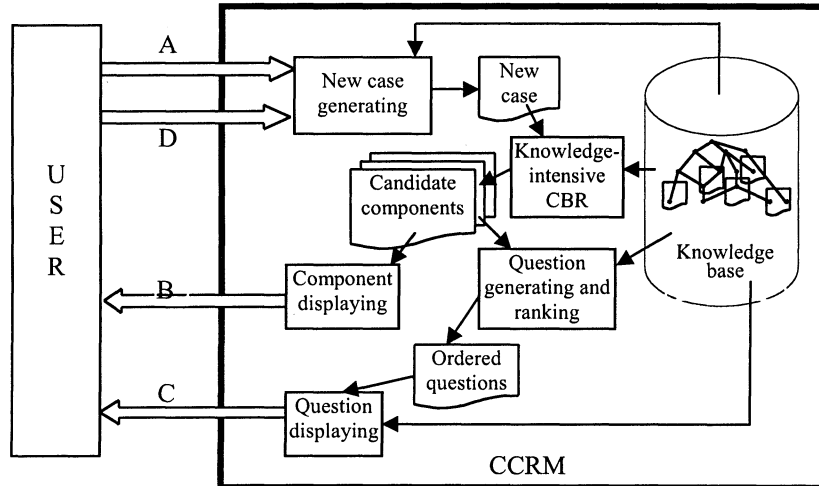 A
New case
generating
New
case
D
USER
Knowledge-
intensive
CBR
Candidate
components
Knowledge
base
Component
displaying
Question
generating and
ranking
B
Ordered
questions
C
Question
displaying
CCRM